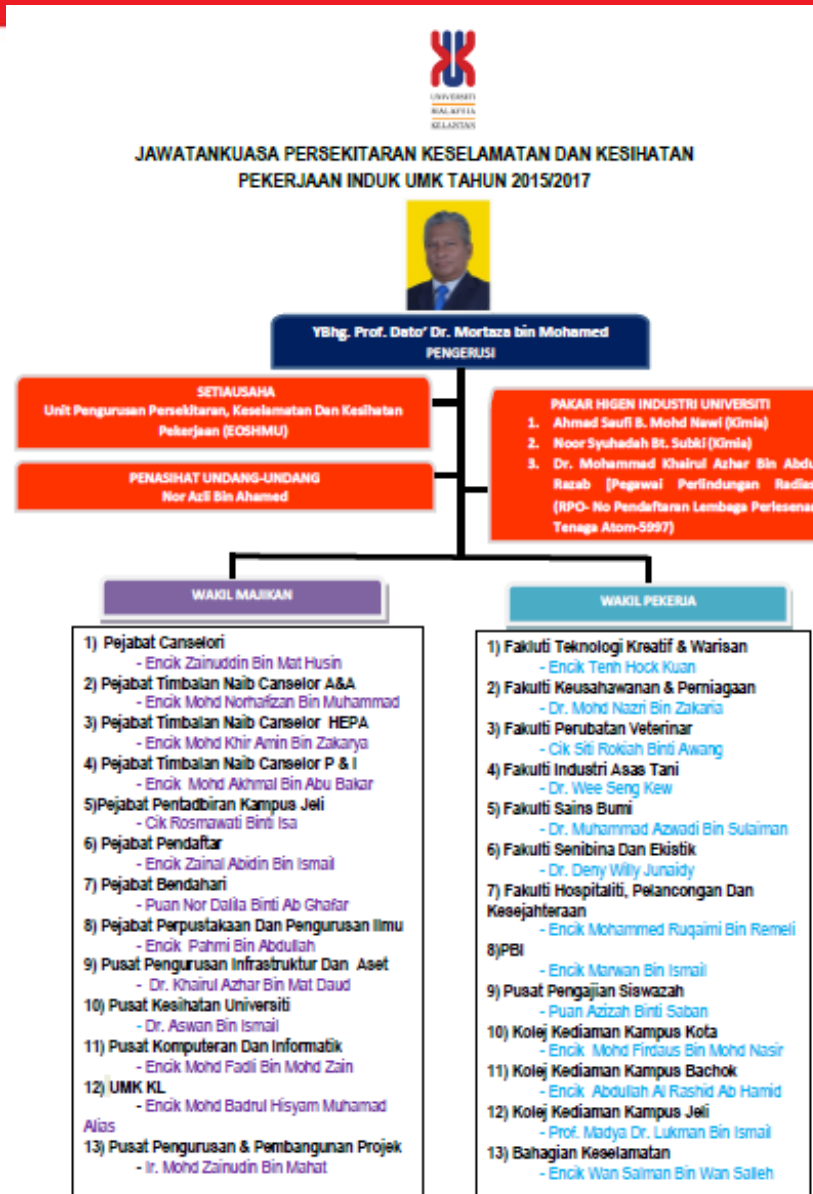 UNIVERSITI
MALAYSIA
KELANTAN
JAWATANKUASA PERSEKITARAN KESELAMATAN DAN KESIHATAN
PEKERJAAN INDUK UMK TAHUN 2015/2017
YBhg. Prof. Dato' Dr. Mortaza bin Mohamed
PENGERUSI
SETIAUSAHA
Unit Pengurusan Persekitaran, Keselamatan Dan Kesihatan
Pekerjaan (EOSHMU)
PENASIHAT UNDANG-UNDANG
Nor Azli Bin Ahamed
PAKAR HIGEN INDUSTRI UNIVERSITI
1. Ahmad Saufi B. Mohd Nawi (Kimia)
2. Noor Syuhadah Bt. Subki (Kimia)
3. Dr. Mohammad Khairul Azhar Bin Abdu
Razab [Pegawai Perlindungan Radias
(RPO- No Pendaftaran Lembaga Perlesenan
Tenaga Atom-5997)
WAKIL MAJIKAN
1) Pejabat Canselori
- Encik Zainuddin Bin Mat Husin
2) Pejabat Timbalan Naib Canselor A&A
- Encik Mohd Norhafizan Bin Muhammad
3) Pejabat Timbalan Naib Canselor HEPA
- Encik Mohd Khir Amin Bin Zakarya
4) Pejabat Timbalan Naib Canselor P & I
- Encik Mohd Akhmal Bin Abu Bakar
5)Pejabat Pentadbiran Kampus Jeli
- Cik Rosmawati Binti Isa
6) Pejabat Pendaftar
- Encik Zainal Abidin Bin Ismail
7) Pejabat Bendahari
- Puan Nor Dalila Binti Ab Ghafar
8) Pejabat Perpustakaan Dan Pengurusan Ilmu
- Encik Pahmi Bin Abdullah
9) Pusat Pengurusan Infrastruktur Dan Aset
- Dr. Khairul Azhar Bin Mat Daud
10) Pusat Kesihatan Universiti
- Dr. Aswan Bin Ismail
11) Pusat Komputeran Dan Informatik
- Encik Mohd Fadli Bin Mohd Zain
12) UMK KL
- Encik Mohd Badrul Hisyam Muhamad
Alias
13) Pusat Pengurusan & Pembangunan Projek
- Ir. Mohd Zainudin Bin Mahat
WAKIL PEKERJA
1) Fakluti Teknologi Kreatif & Warisan
- Encik Tenh Hock Kuan
2) Fakulti Keusahawanan & Perniagaan
- Dr. Mohd Nazri Bin Zakaria
3) Fakulti Perubatan Veterinar
- Cik Siti Rokiah Binti Awang
4) Fakulti Industri Asas Tani
- Dr. Wee Seng Kew
5) Fakulti Sains Bumi
- Dr. Muhammad Azwadi Bin Sulaiman
6) Fakulti Senibina Dan Ekistik
- Dr. Deny Willy Junaidy
7) Fakulti Hospitaliti, Pelancongan Dan
Kesejahteraan
- Encik Mohammed Ruqaimi Bin Remeli
8)PBI
- Encik Marwan Bin Ismail
9) Pusat Pengajian Siswazah
- Puan Azizah Binti Saban
10) Kolej Kediaman Kampus Kota
- Encik Mohd Firdaus Bin Mohd Nasir
11) Kolej Kediaman Kampus Bachok
- Encik Abdullah Al Rashid Ab Hamid
12) Kolej Kediaman Kampus Jeli
- Prof. Madya Dr. Lukman Bin Ismail
13) Bahagian Keselamatan
- Encik Wan Salman Bin Wan Salleh